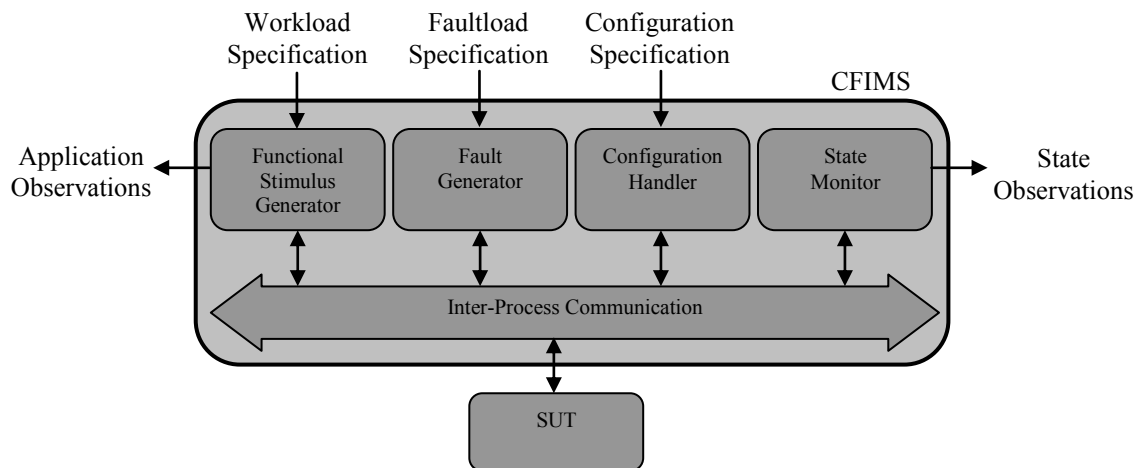 Workload
Specification
Faultload
Specification
Configuration
Specification
CFIMS
Application
Observations
Functional
Stimulus
Generator
Fault
Generator
Configuration
Handler
State
Monitor
State
Observations
Inter-Process Communication
SUT